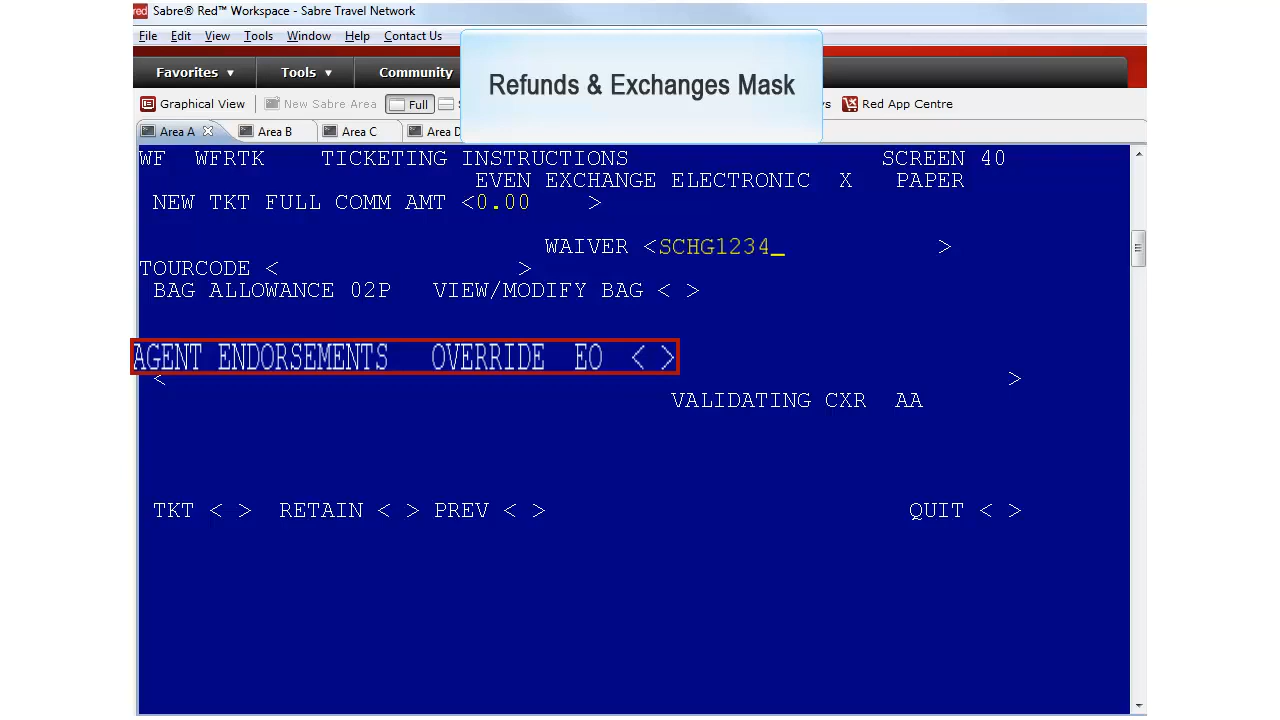 red Sabre® Red™ Workspace - Sabre Travel Network
File Edit View Tools Window Help Contact Us
Refunds & Exchanges Mask
Favorites Tools Community
Graphical View New Sabre Area Full Red App Centre
Area A Area B Area C Area D
WF WFRTK TICKETING INSTRUCTIONS SCREEN 40
EVEN EXCHANGE ELECTRONIC X PAPER
NEW TKT FULL COMM AMT <0.00 >
WAIVER <SCHG1234_ >
TOURCODE < >
BAG ALLOWANCE 02P VIEW/MODIFY BAG < >
AGENT ENDORSEMENTS OVERRIDE EO < >
< >
VALIDATING CXR AA
TKT < > RETAIN < > PREV < > QUIT < >